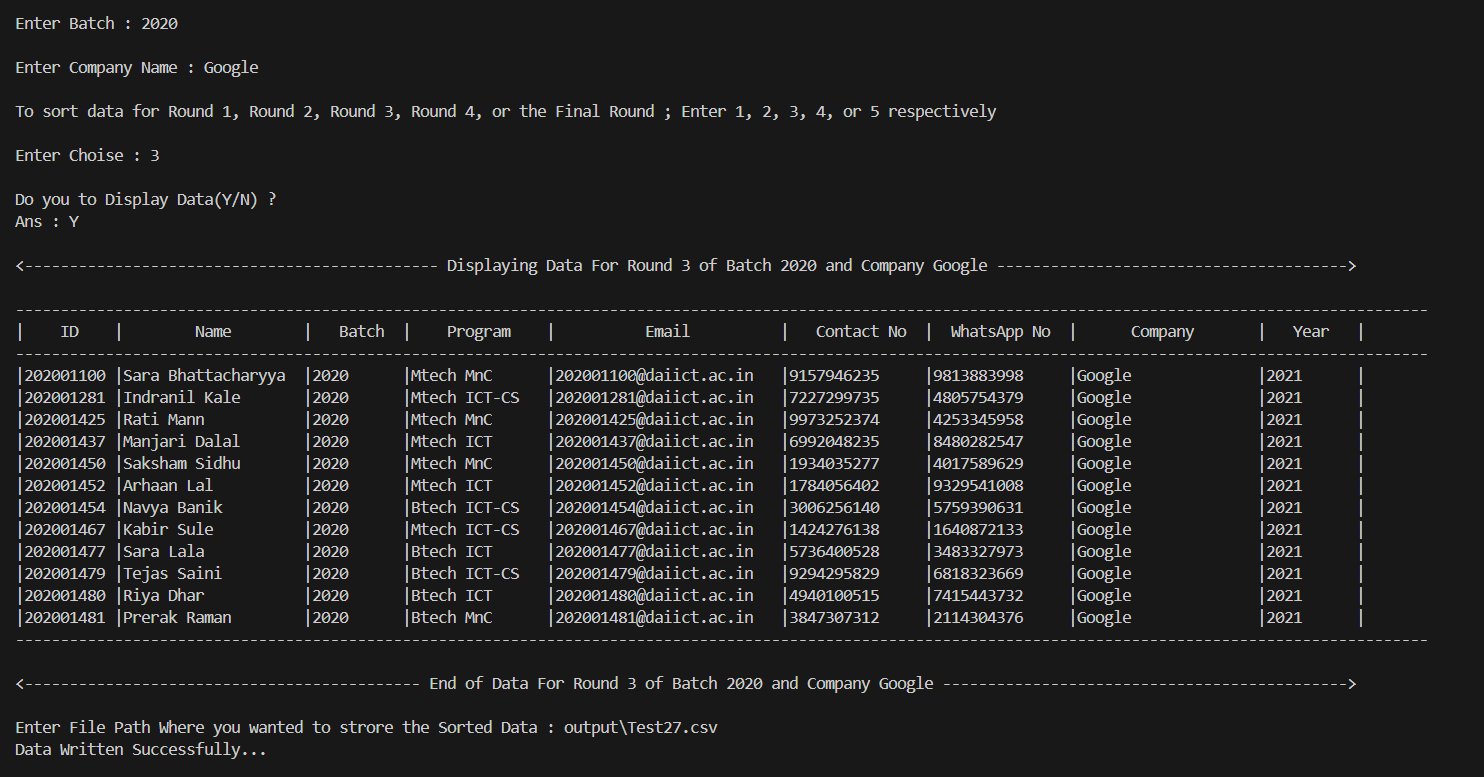 Enter Batch : 2020
Enter Company Name : Google
To sort data for Round 1, Round 2, Round 3, Round 4, or the Final Round ; Enter 1, 2, 3, 4, or 5 respectively
Enter Choise : 3
Do you to Display Data(Y/N) ?
Ans : Y
<---------------------------------------------- Displaying Data For Round 3 of Batch 2020 and Company Google --------------------------------------->
-------------------------------------------------------------------------------------------------------------------------------------------------------------
|    ID    |        Name        |   Batch  |    Program    |          Email          |   Contact No  |  WhatsApp No  |      Company       |   Year   |
-------------------------------------------------------------------------------------------------------------------------------------------------------------
|202001100 |Sara Bhattacharyya  |2020      |Mtech MnC      |202001100@daiict.ac.in   |9157946235     |9813883998     |Google              |2021      |
|202001281 |Indranil Kale       |2020      |Mtech ICT-CS   |202001281@daiict.ac.in   |7227299735     |4805754379     |Google              |2021      |
|202001425 |Rati Mann           |2020      |Mtech MnC      |202001425@daiict.ac.in   |9973252374     |4253345958     |Google              |2021      |
|202001437 |Manjari Dalal       |2020      |Mtech ICT      |202001437@daiict.ac.in   |6992048235     |8480282547     |Google              |2021      |
|202001450 |Saksham Sidhu       |2020      |Mtech MnC      |202001450@daiict.ac.in   |1934035277     |4017589629     |Google              |2021      |
|202001452 |Arhaan Lal          |2020      |Mtech ICT      |202001452@daiict.ac.in   |1784056402     |9329541008     |Google              |2021      |
|202001454 |Navya Banik         |2020      |Btech ICT-CS   |202001454@daiict.ac.in   |3006256140     |5759390631     |Google              |2021      |
|202001467 |Kabir Sule          |2020      |Mtech ICT-CS   |202001467@daiict.ac.in   |1424276138     |1640872133     |Google              |2021      |
|202001477 |Sara Lala           |2020      |Btech ICT      |202001477@daiict.ac.in   |5736400528     |3483327973     |Google              |2021      |
|202001479 |Tejas Saini         |2020      |Btech ICT-CS   |202001479@daiict.ac.in   |9294295829     |6818323669     |Google              |2021      |
|202001480 |Riya Dhar           |2020      |Btech ICT      |202001480@daiict.ac.in   |4940100515     |7415443732     |Google              |2021      |
|202001481 |Prerak Raman        |2020      |Btech MnC      |202001481@daiict.ac.in   |3847307312     |2114304376     |Google              |2021      |
-------------------------------------------------------------------------------------------------------------------------------------------------------------
<-------------------------------------------- End of Data For Round 3 of Batch 2020 and Company Google --------------------------------------------->
Enter File Path Where you wanted to strore the Sorted Data : output\Test27.csv
Data Written Successfully...